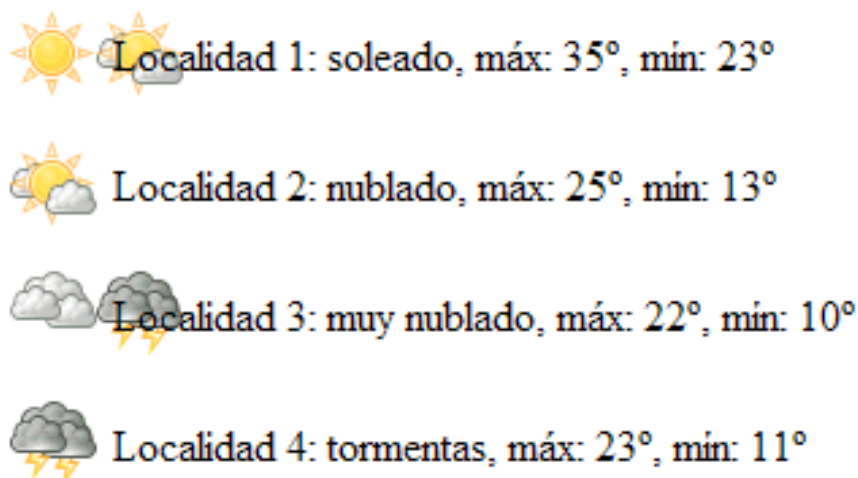 Localidad 1: soleado, máx: 35º, mín: 23º
Localidad 2: nublado, máx: 25º, mín: 13º
Localidad 3: muy nublado, máx: 22º, mín: 10º
Localidad 4: tormentas, máx: 23º, mín: 11º